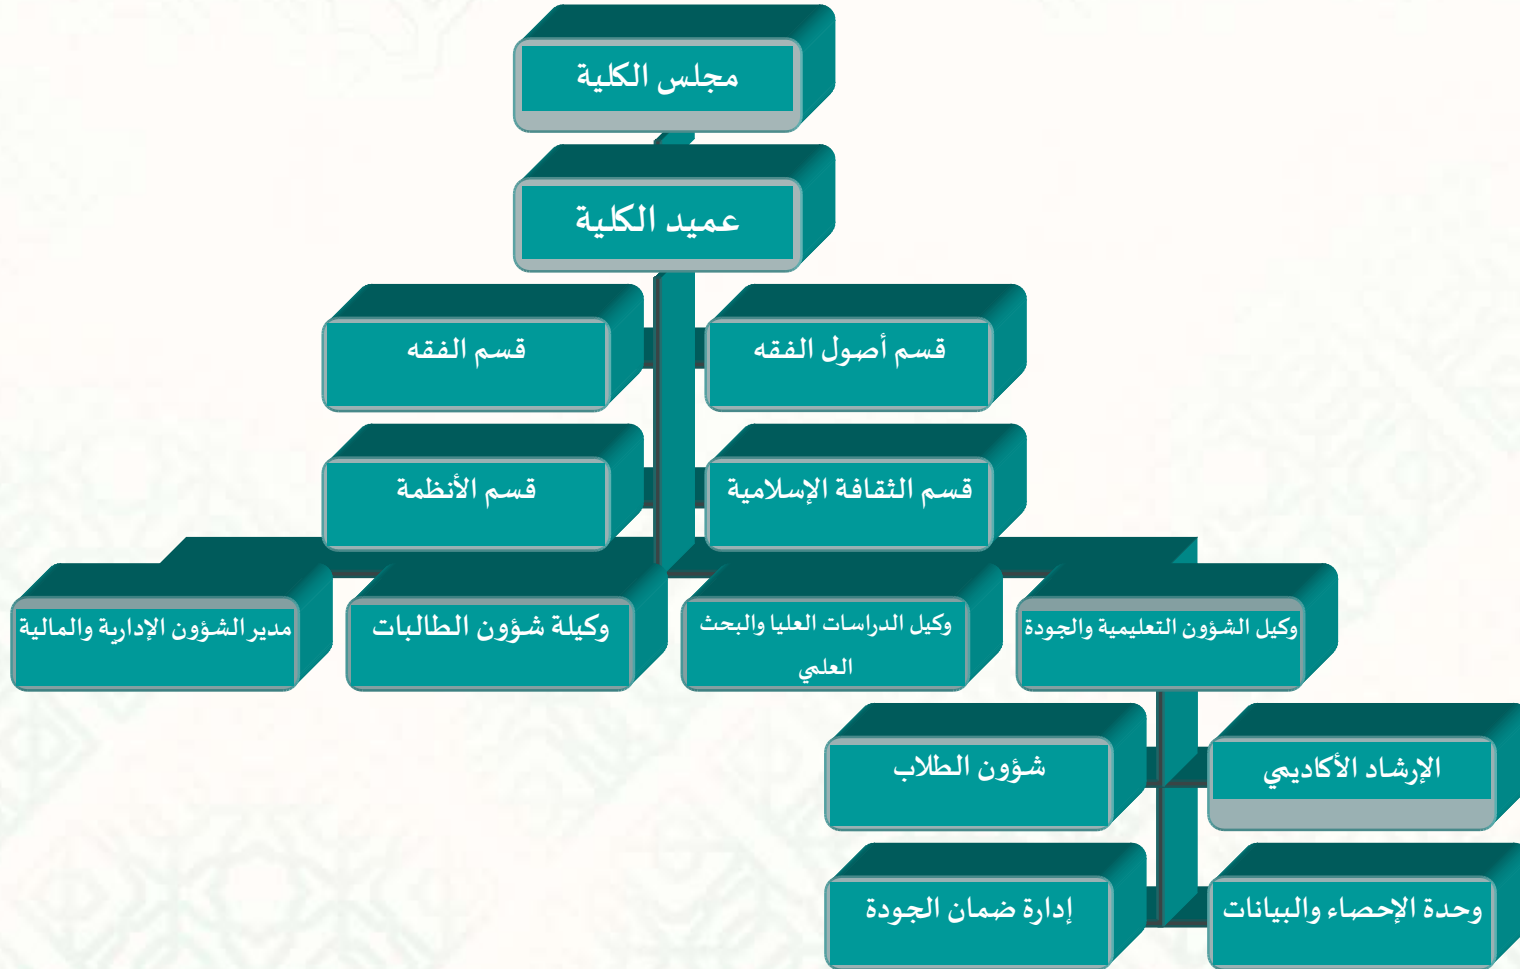 مجلس الكلية
عميد الكلية
قسم أصول الفقه
قسم الفقه
قسم الثقافة الإسلامية
قسم الأنظمة
وكيل الشؤون التعليمية والجودة
وكيل الدراسات العليا والبحث
العلمي
وكيلة شؤون الطالبات
مدير الشؤون الإدارية والمالية
الإرشاد الأكاديمي
شؤون الطلاب
وحدة الإحصاء والبيانات
إدارة ضمان الجودة